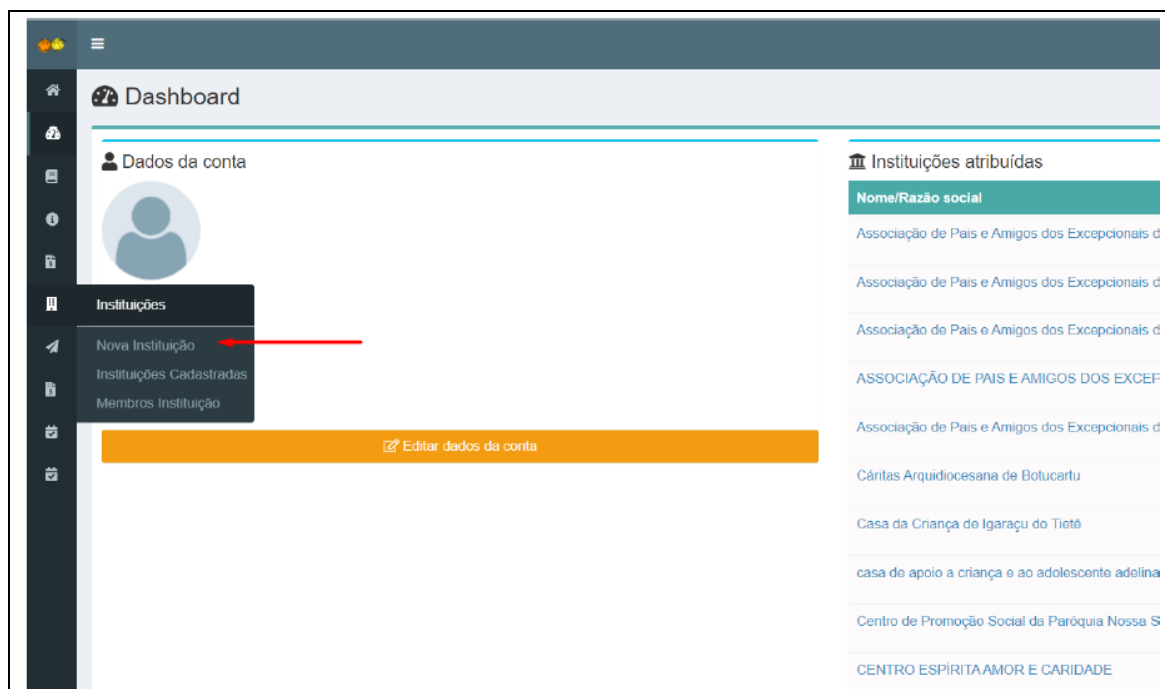 Dashboard
Dados da conta
Instituições
Nova Instituição
Instituições Cadastradas
Membros Instituição
Editar dados da conta
Instituições atribuídas
Nome/Razão social
Associação de Pais e Amigos dos Excepcionais d
Associação de Pais e Amigos dos Excepcionais d
Associação de Pais e Amigos dos Excepcionais d
ASSOCIAÇÃO DE PAIS E AMIGOS DOS EXCEP
Associação de Pais e Amigos dos Excepcionais d
Cáritas Arquidiocesana de Botucartu
Casa da Criança de Igaraçu do Tietê
casa de apoio a criança e ao adolescente adelina
Centro de Promoção Social da Paróquia Nossa S
CENTRO ESPÍRITA AMOR E CARIDADE